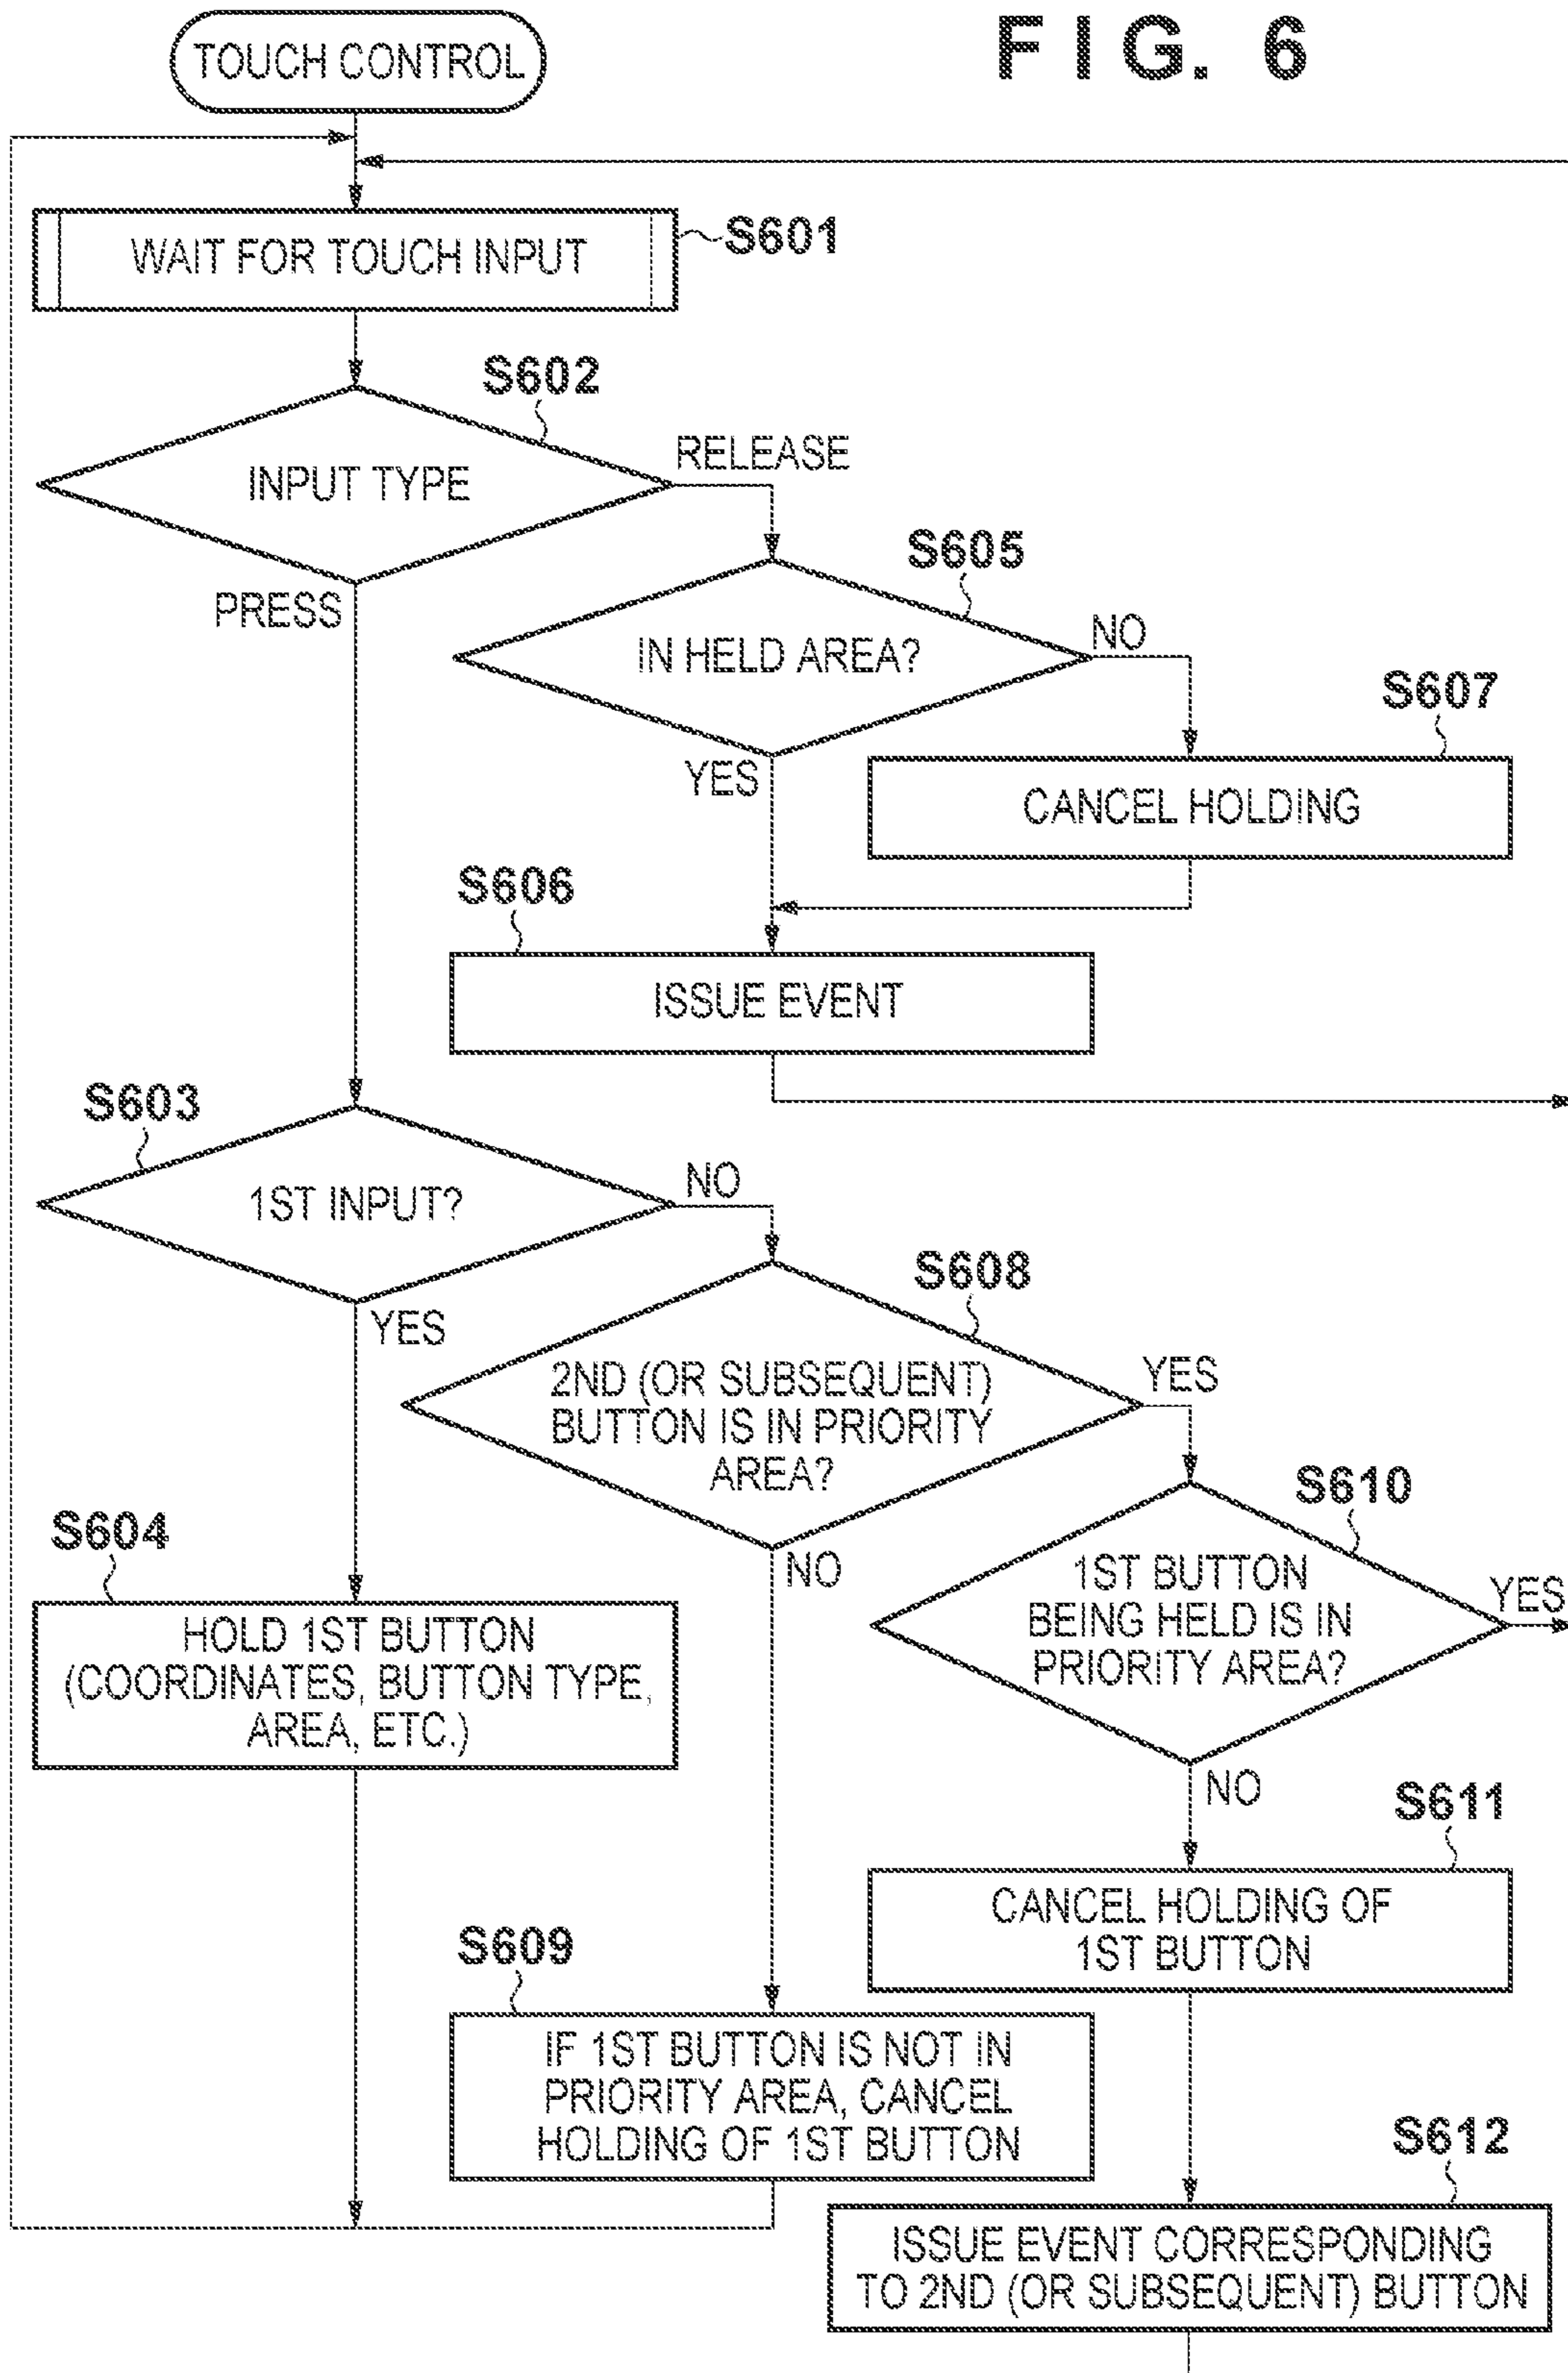 FIG. 6
TOUCH CONTROL
WAIT FOR TOUCH INPUT
S601
S602
INPUT TYPE
RELEASE
PRESS
S605
IN HELD AREA?
NO
YES
S607
CANCEL HOLDING
S606
ISSUE EVENT
S603
1ST INPUT?
NO
YES
S608
2ND (OR SUBSEQUENT)
BUTTON IS IN PRIORITY
AREA?
YES
NO
S610
1ST BUTTON
BEING HELD IS IN
PRIORITY AREA?
YES
NO
S604
HOLD 1ST BUTTON
(COORDINATES, BUTTON TYPE,
AREA, ETC.)
S611
CANCEL HOLDING OF
1ST BUTTON
S609
IF 1ST BUTTON IS NOT IN
PRIORITY AREA, CANCEL
HOLDING OF 1ST BUTTON
S612
ISSUE EVENT CORRESPONDING
TO 2ND (OR SUBSEQUENT) BUTTON